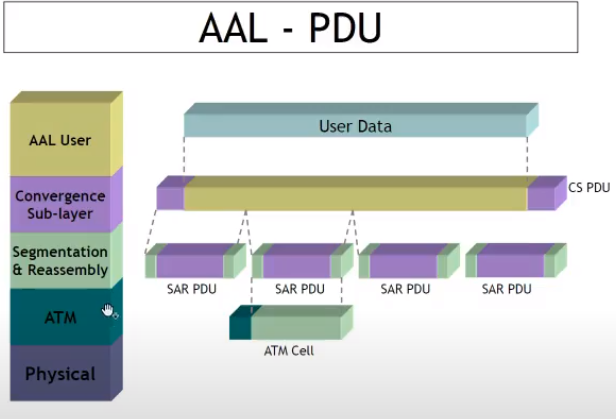 AAL - PDU
AAL User
User Data
Convergence
Sub-layer
CS PDU
Segmentation
& Reassembly
SAR PDU
SAR PDU
SAR PDU
SAR PDU
ATM
ATM Cell
Physical